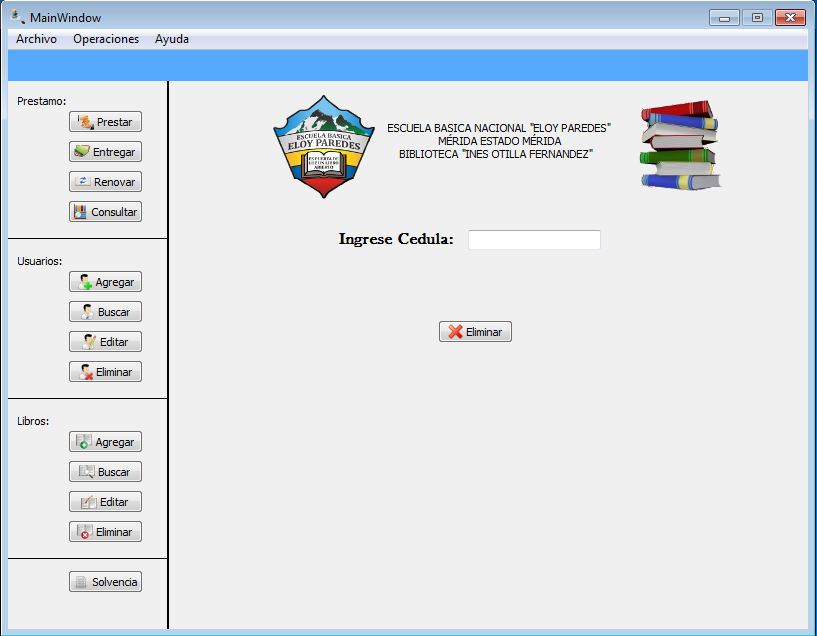 MainWindow
Archivo Operaciones Ayuda
Prestamo:
Prestar
Entregar
Renovar
Consultar
Usuarios:
Agregar
Buscar
Editar
Eliminar
Libros:
Agregar
Buscar
Editar
Eliminar
Solvencia
ESCUELA BASICA
ELOY PAREDES
ESCUELA BASICA NACIONAL "ELOY PAREDES"
MÉRIDA ESTADO MÉRIDA
BIBLIOTECA "INES OTILLA FERNANDEZ"
Ingrese Cedula:
Eliminar